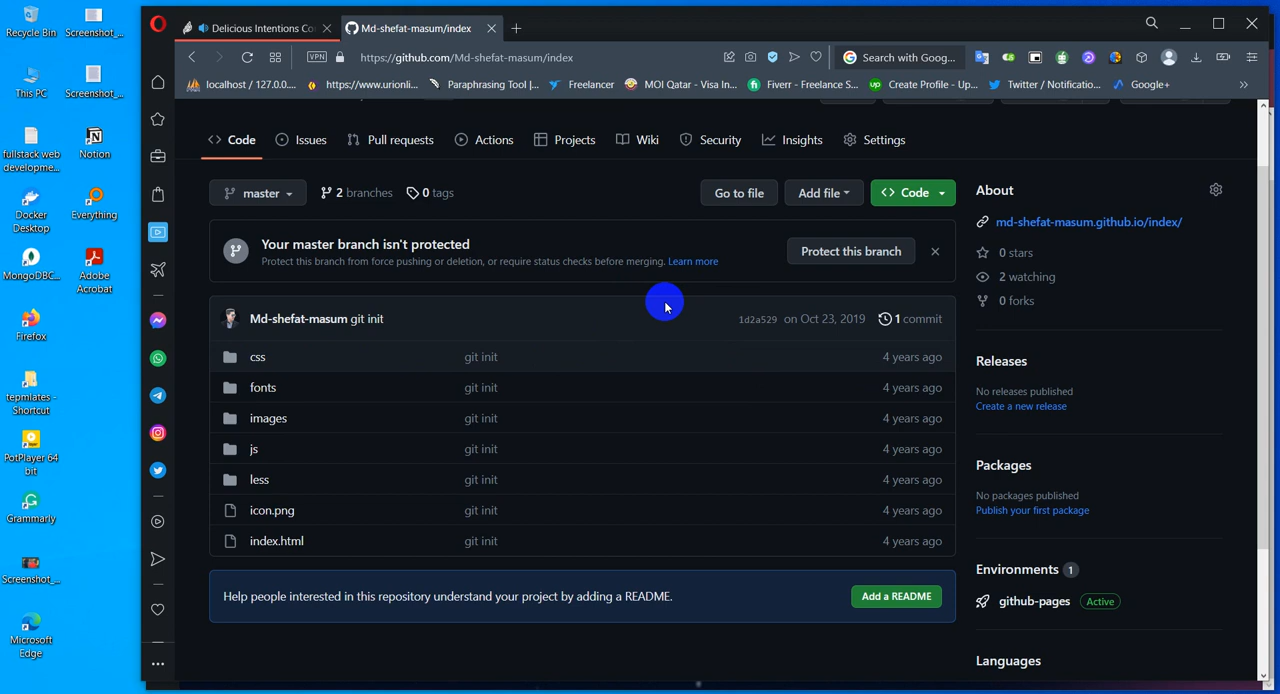 Recycle Bin
Screenshot_...
This PC
Screenshot_...
fullstack web
developme...
Notion
Docker
Desktop
Everything
MongoDBC...
Adobe
Acrobat
Firefox
tepmlates -
Shortcut
PotPlayer 64
bit
Grammarly
Screenshot_...
Microsoft
Edge
Delicious Intentions Co
Md-shefat-masum/index
VPN
https://github.com/Md-shefat-masum/index
Search with Goog...
localhost / 127.0.0....
https://www.urionli...
Paraphrasing Tool |...
Freelancer
MOI Qatar - Visa In...
Fiverr - Freelance S...
Create Profile - Up...
Twitter / Notificatio...
Google+
Code
Issues
Pull requests
Actions
Projects
Wiki
Security
Insights
Settings
master
2 branches
0 tags
Go to file
Add file
Code
Your master branch isn't protected
Protect this branch from force pushing or deletion, or require status checks before merging. Learn more
Protect this branch
Md-shefat-masum git init
1d2a529 on Oct 23, 2019
1 commit
css git init 4 years ago
fonts git init 4 years ago
images git init 4 years ago
js git init 4 years ago
less git init 4 years ago
icon.png git init 4 years ago
index.html git init 4 years ago
Help people interested in this repository understand your project by adding a README.
Add a README
About
md-shefat-masum.github.io/index/
0 stars
2 watching
0 forks
Releases
No releases published
Create a new release
Packages
No packages published
Publish your first package
Environments 1
github-pages Active
Languages